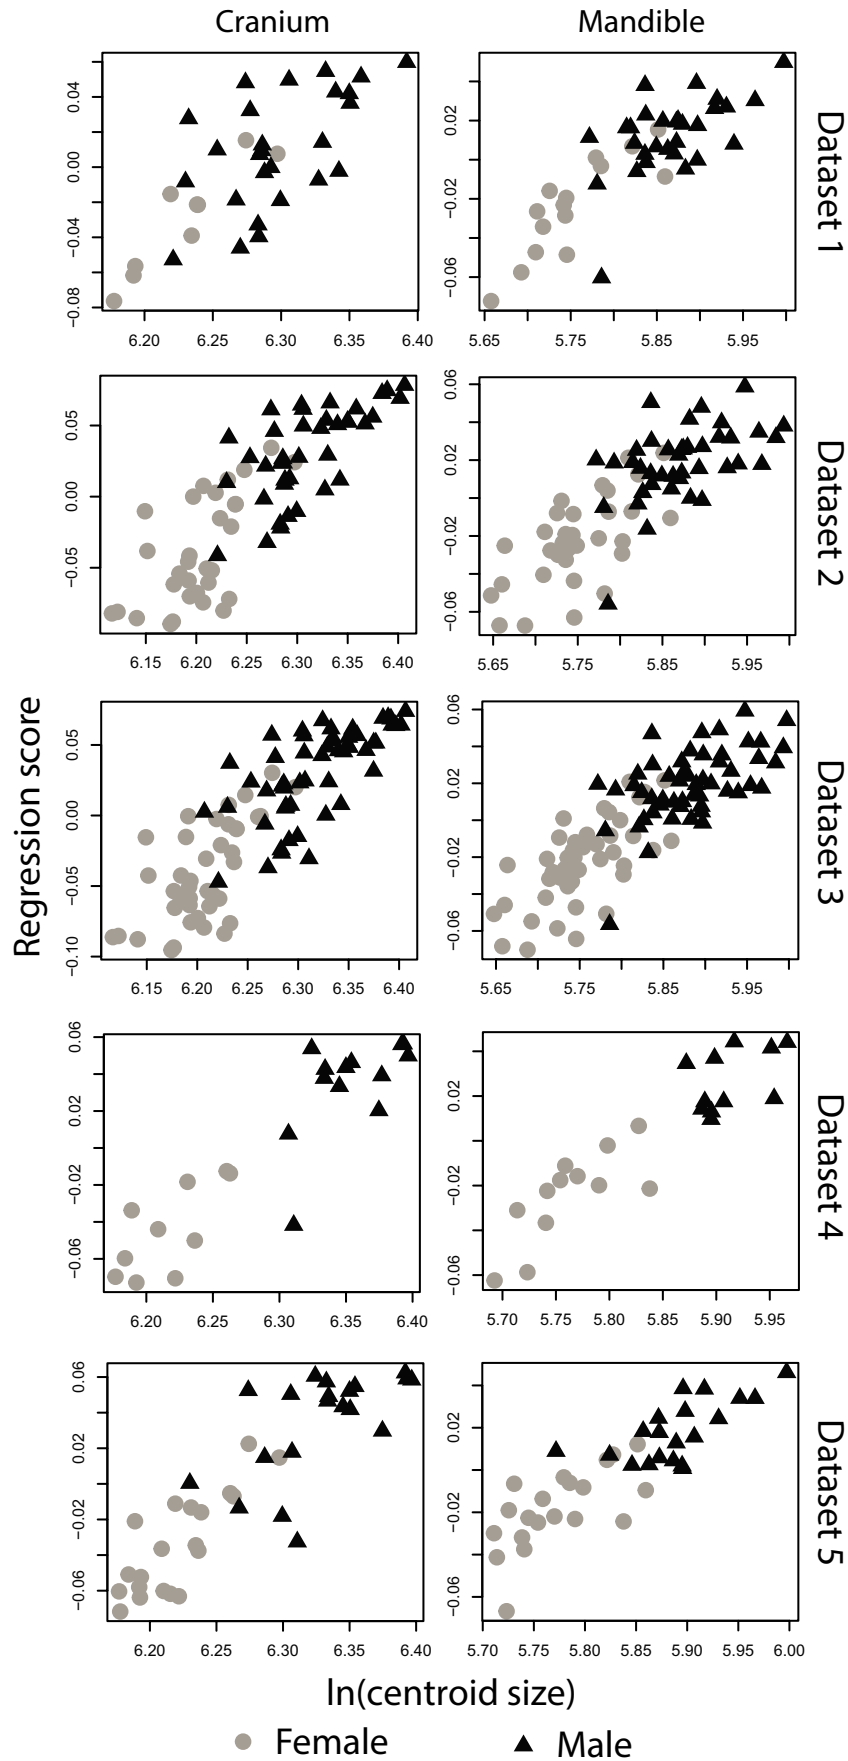 Cranium Mandible
0.04
0.00
−0.04
−0.08
0.02
−0.02
−0.06
Dataset 1
6.20 6.25 6.30 6.35 6.40
5.65 5.75 5.85 5.95
0.05
0.00
−0.05
0.06
0.02
−0.02
−0.06
Dataset 2
6.15 6.20 6.25 6.30 6.35 6.40
5.65 5.75 5.85 5.95
Regression score
0.05
0.00
−0.05
−0.10
0.06
0.02
−0.02
−0.06
Dataset 3
6.15 6.20 6.25 6.30 6.35 6.40
5.65 5.75 5.85 5.95
0.06
0.02
−0.02
−0.06
0.02
−0.02
−0.06
Dataset 4
6.20 6.25 6.30 6.35 6.40
5.70 5.75 5.80 5.85 5.90 5.95
0.06
0.02
−0.02
−0.06
0.02
−0.02
−0.06
Dataset 5
6.20 6.25 6.30 6.35 6.40
5.70 5.75 5.80 5.85 5.90 5.95 6.00
ln(centroid size)
Female Male